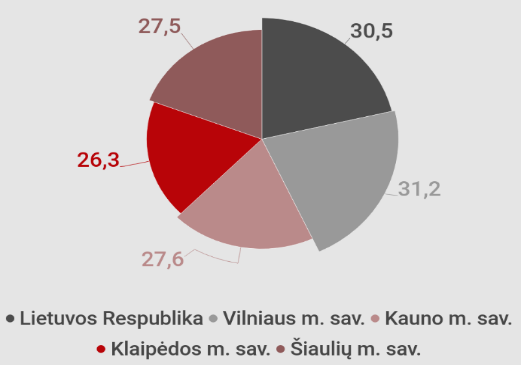 27,5
30,5
26,3
31,2
27,6
● Lietuvos Respublika ● Vilniaus m. sav. ● Kauno m. sav.
● Klaipėdos m. sav. ● Šiaulių m. sav.